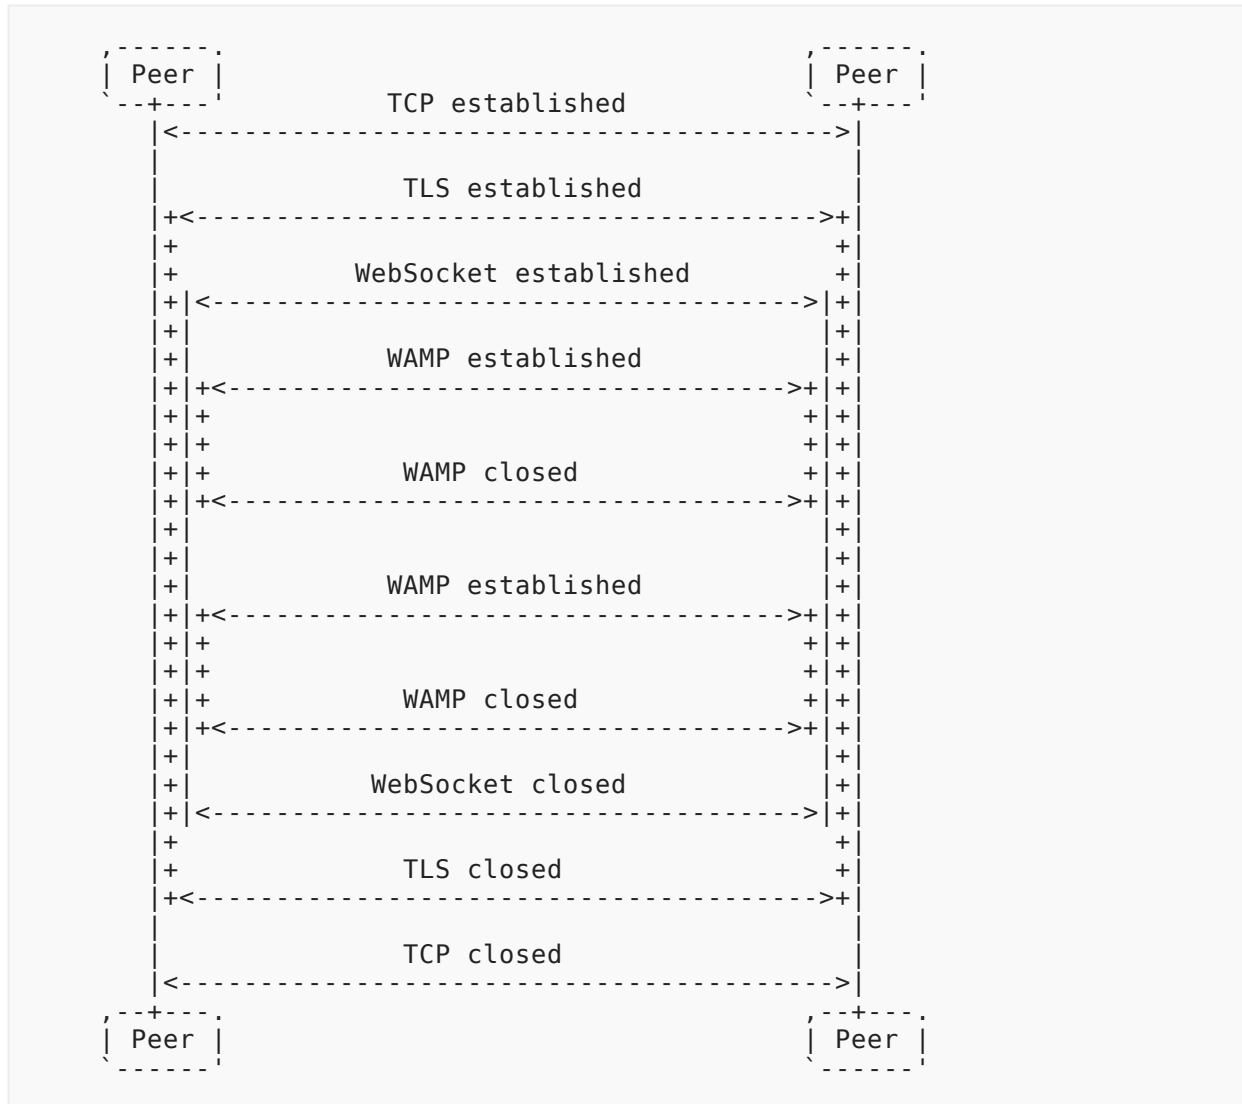 Peer Peer
TCP established
TLS established
WebSocket established
WAMP established
WAMP closed
WAMP established
WAMP closed
WebSocket closed
TLS closed
TCP closed
Peer Peer